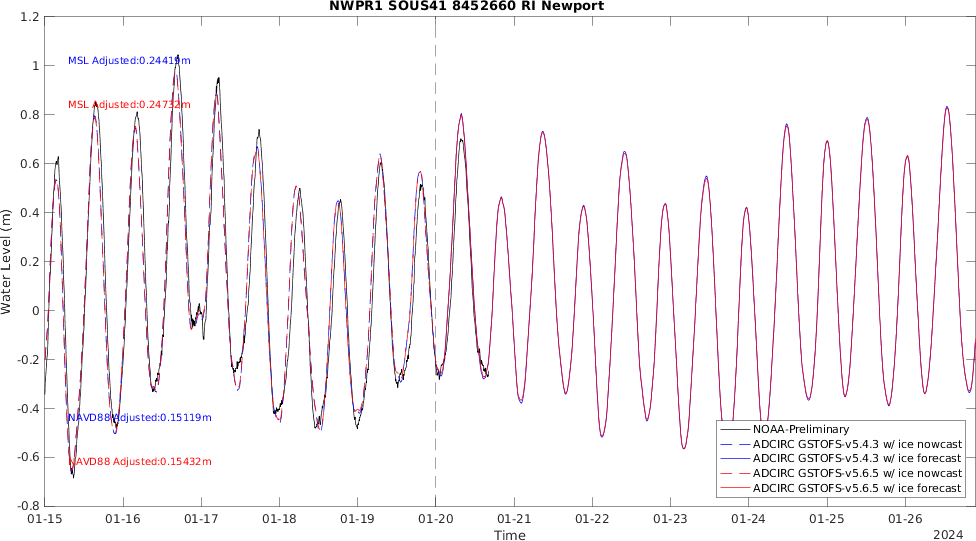 NWPR1 SOUS41 8452660 RI Newport
1.2
1
0.8
0.6
0.4
0.2
0
-0.2
-0.4
-0.6
-0.8
Water Level (m)
MSL Adjusted:0.24419m
MSL Adjusted:0.24732m
NAVD88 Adjusted:0.15119m
NAVD88 Adjusted:0.15432m
NOAA-Preliminary
ADCIRC GSTOFS-v5.4.3 w/ ice nowcast
ADCIRC GSTOFS-v5.4.3 w/ ice forecast
ADCIRC GSTOFS-v5.6.5 w/ ice nowcast
ADCIRC GSTOFS-v5.6.5 w/ ice forecast
01-15 01-16 01-17 01-18 01-19 01-20 01-21 01-22 01-23 01-24 01-25 01-26
Time
2024